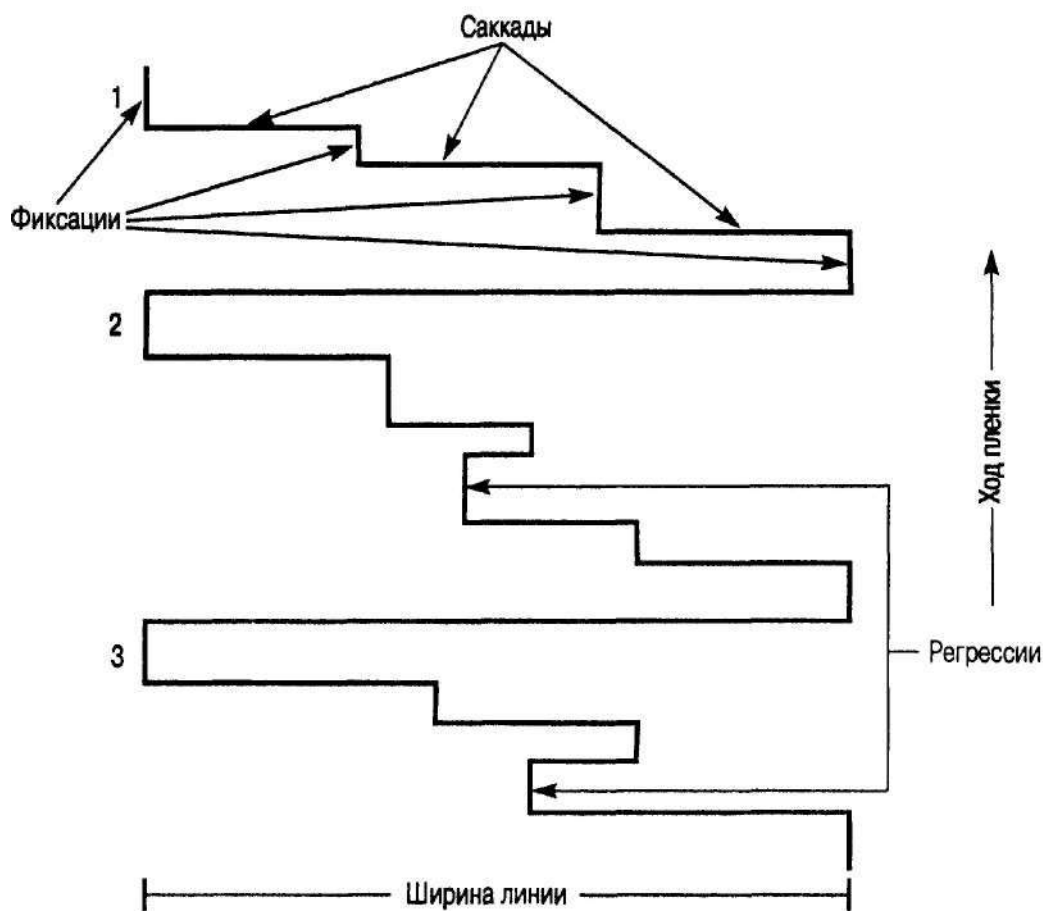 Саккады
1
Фиксации
2
Ход пленки
3
Регрессии
Ширина линии